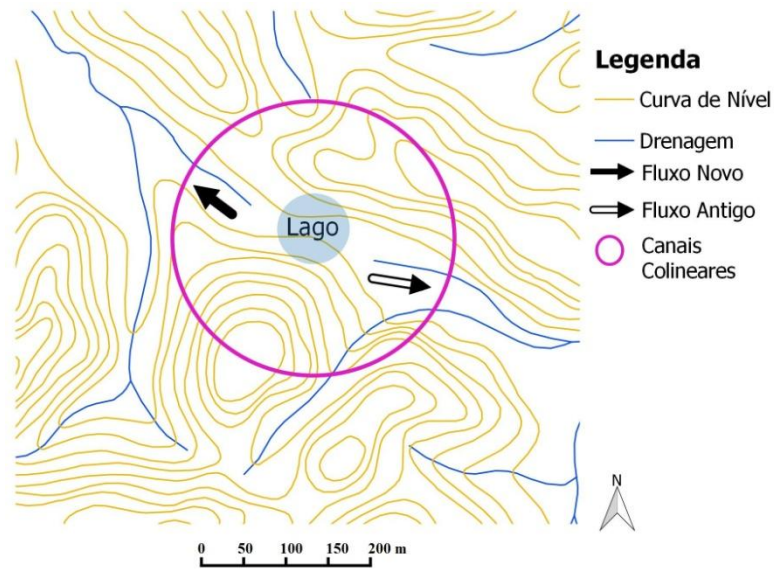 Lago
Legenda
Curva de Nível
Drenagem
Fluxo Novo
Fluxo Antigo
Canais
Colineares
N
0 50 100 150 200 m